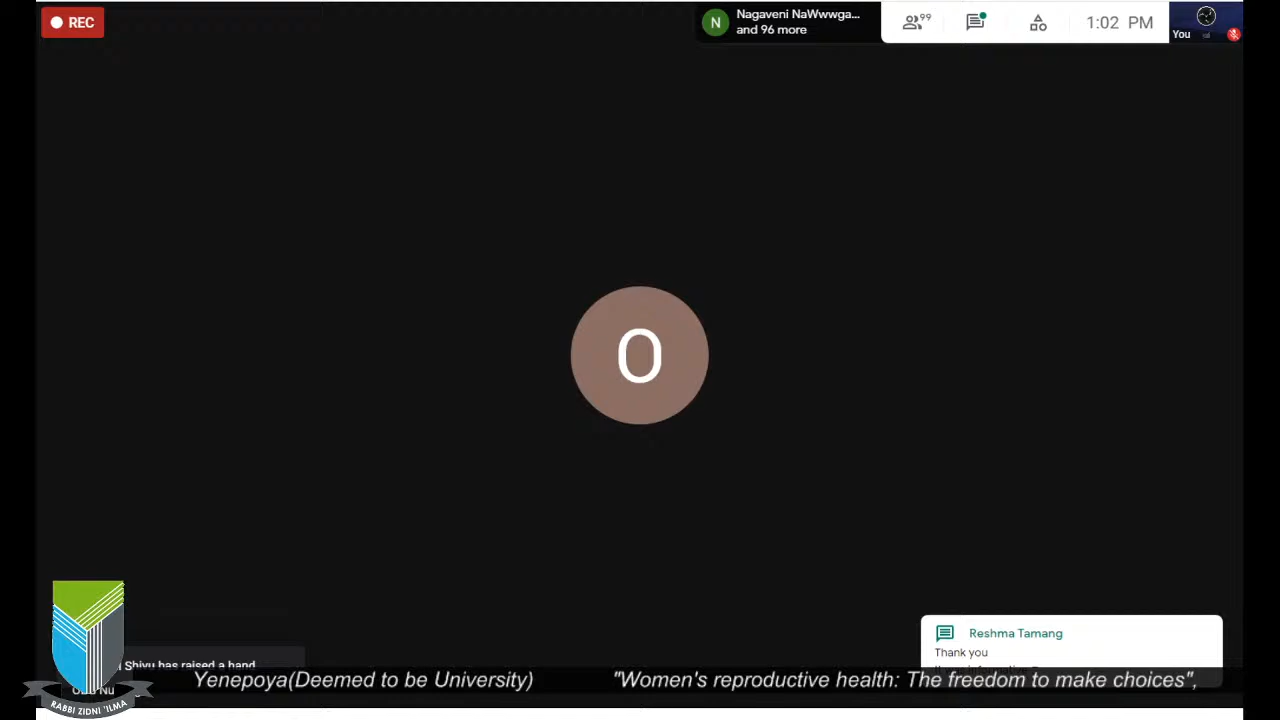 REC
N
Nagaveni NaWwwga...
and 96 more
99
1:02 PM
You
O
Reshma Tamang
Thank you
Shivu has raised a hand
Yenepoya(Deemed to be University)
"Women's reproductive health: The freedom to make choices",
RABBI ZIDNI 'ILMA